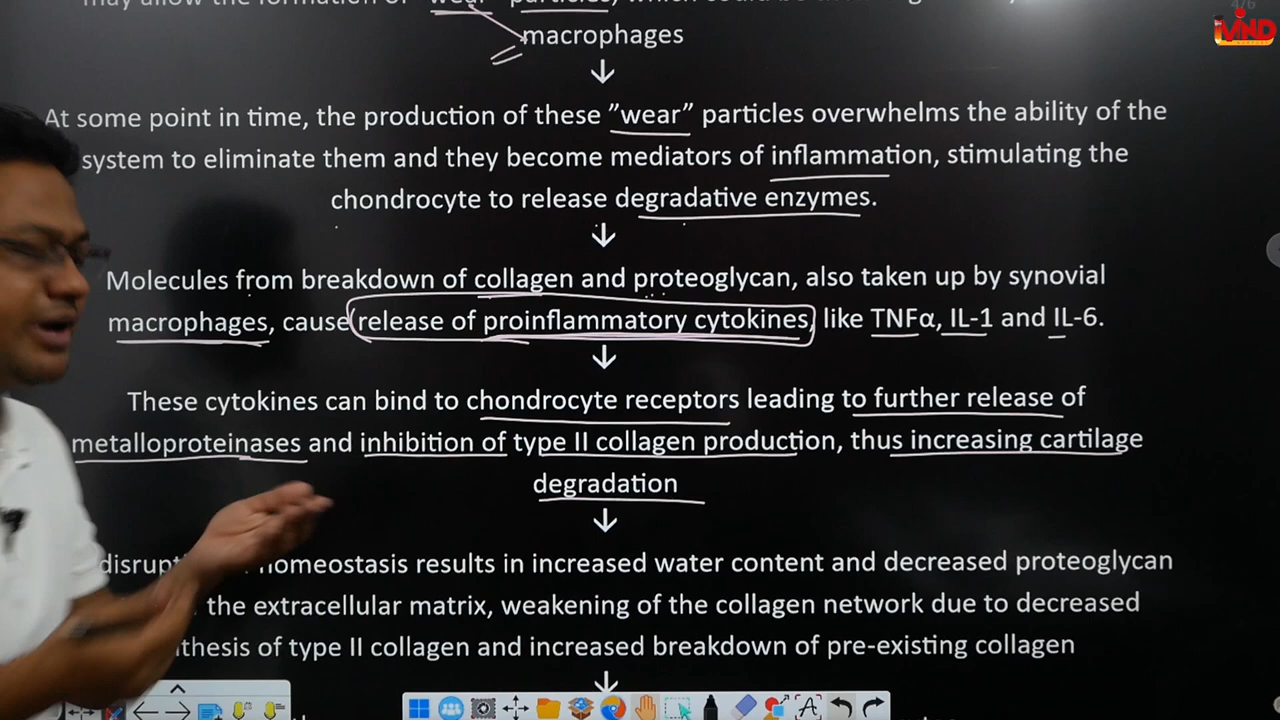 "wear" particles,
macrophages
↓
At some point in time, the production of these ”wear” particles overwhelms the ability of the
system to eliminate them and they become mediators of inflammation, stimulating the
chondrocyte to release degradative enzymes.
↓
Molecules from breakdown of collagen and proteoglycan, also taken up by synovial
macrophages, cause release of proinflammatory cytokines, like TNFα, IL-1 and IL-6.
↓
These cytokines can bind to chondrocyte receptors leading to further release of
metalloproteinases and inhibition of type II collagen production, thus increasing cartilage
degradation
↓
homeostasis results in increased water content and decreased proteoglycan
the extracellular matrix, weakening of the collagen network due to decreased
of type II collagen and increased breakdown of pre-existing collagen
↓
4/6